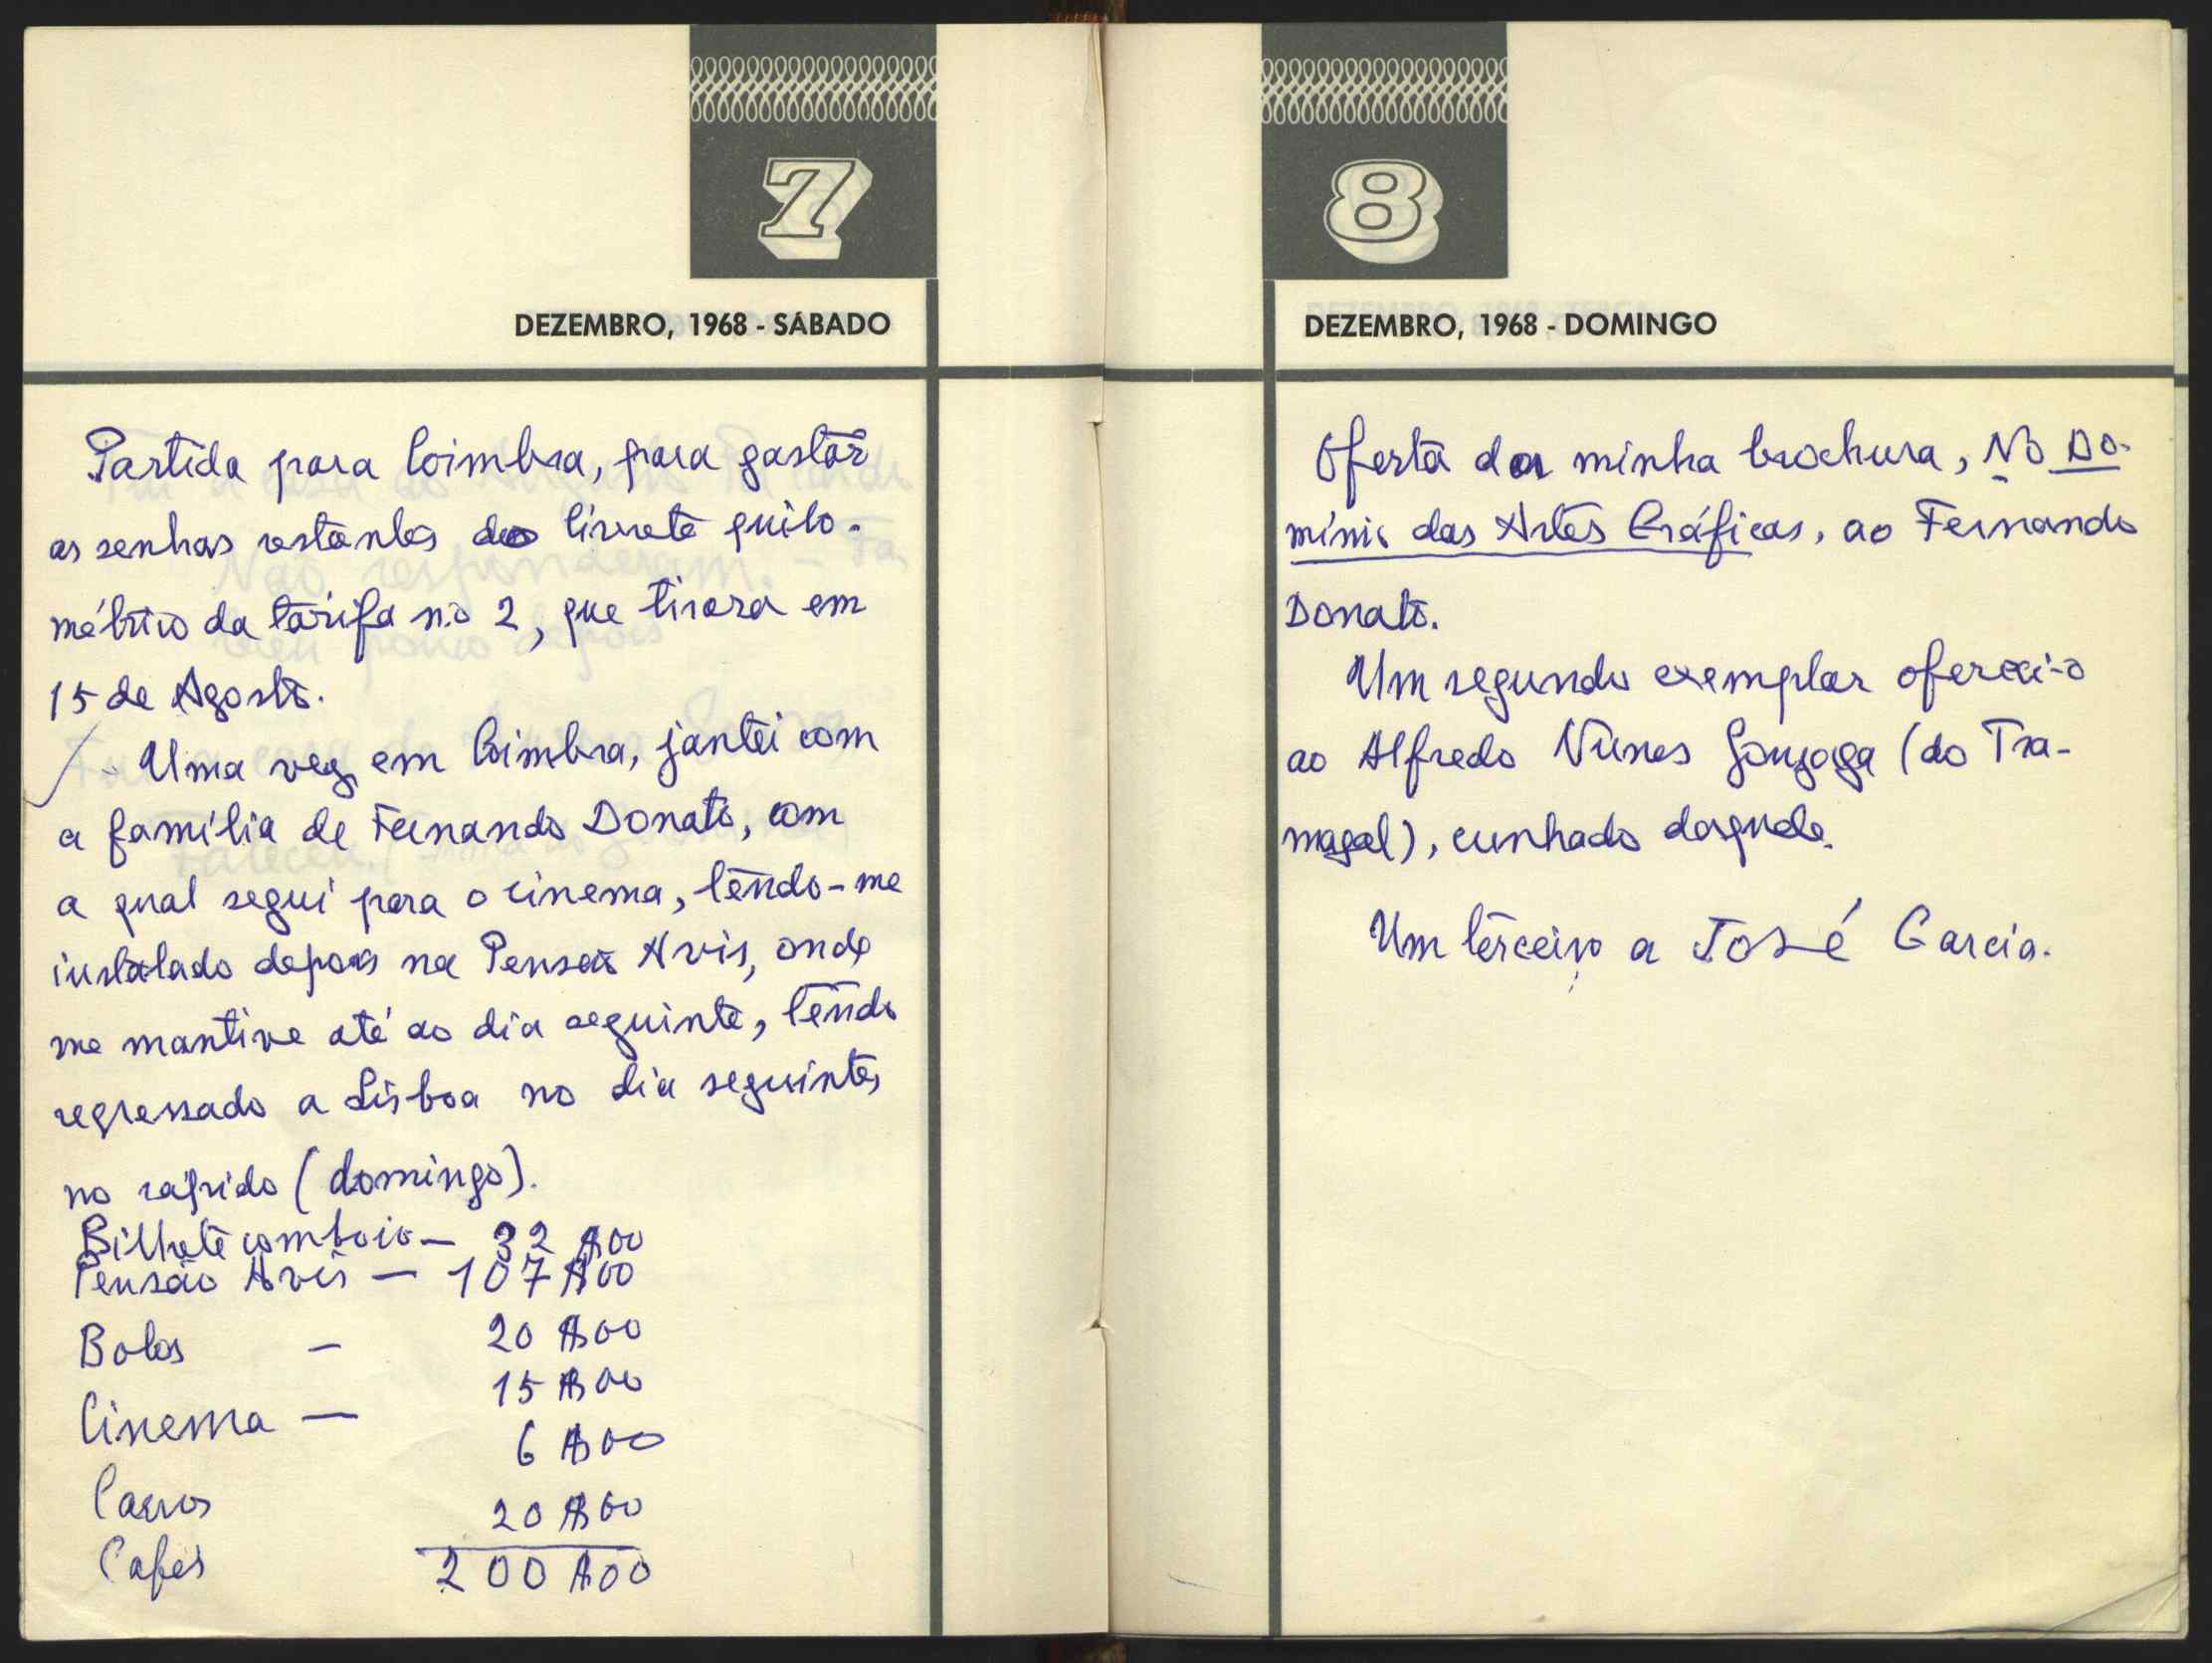 7
DEZEMBRO, 1968 - SÁBADO
Partida para Coimbra, para gastar
as senhas restantes do livrete quilo-
métrico da tarifa n.º 2, que tirara em
15 de Agosto.
- Uma vez em Coimbra, jantei com
a família de Fernando Donato, com
a qual segui para o cinema, tendo-me
instalado depois na Pensão Avis, onde
me mantive até ao dia seguinte, tendo
regressado a Lisboa no dia seguinte,
no rápido (domingo).
Bilhete comboio — 32$00
Pensão Avis — 107$00
Bolos — 20$00
Cinema — 15$00
Carros 6$00
Cafés 20$00
200$00
8
DEZEMBRO, 1968 - DOMINGO
Oferta da minha brochura, No Do-
mínio das Artes Gráficas, ao Fernando
Donato.
Um segundo exemplar ofereci-o
ao Alfredo Nunes Gonzaga (do Tra-
magal), cunhado daquele.
Um terceiro a José Garcia.